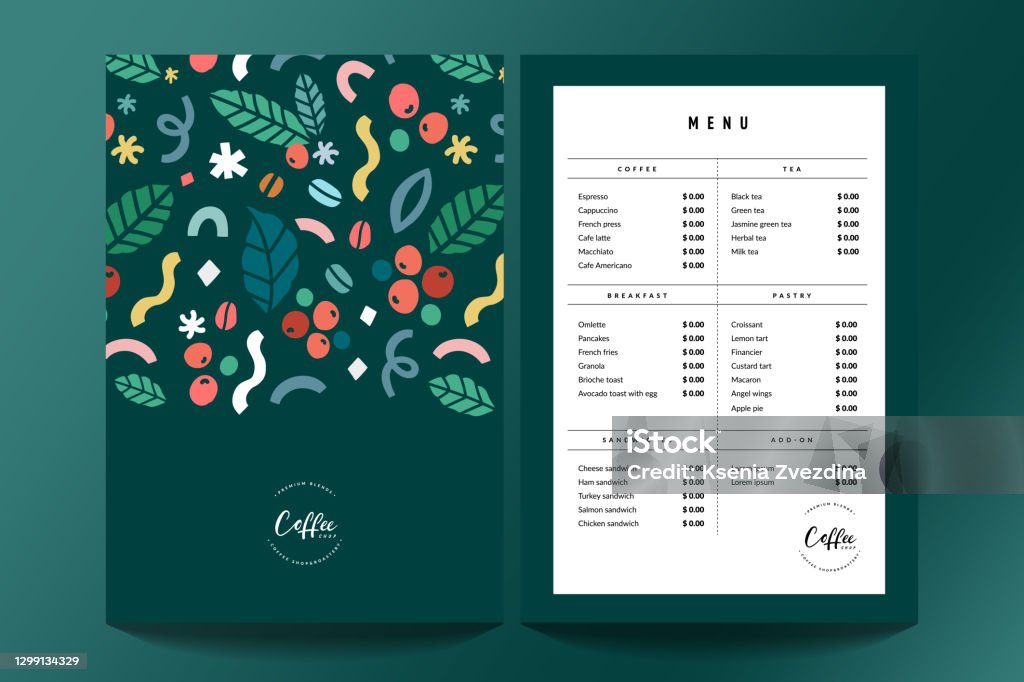 PREMIUM BLENDS
Coffee
SHOP
COFFEE SHOP&ROASTERY
MENU
COFFEE
Espresso $ 0.00
Cappuccino $ 0.00
French press $ 0.00
Cafe latte $ 0.00
Macchiato $ 0.00
Cafe Americano $ 0.00
TEA
Black tea $ 0.00
Green tea $ 0.00
Jasmine green tea $ 0.00
Herbal tea $ 0.00
Milk tea $ 0.00
BREAKFAST
Omlette $ 0.00
Pancakes $ 0.00
French fries $ 0.00
Granola $ 0.00
Brioche toast $ 0.00
Avocado toast with egg $ 0.00
PASTRY
Croissant $ 0.00
Lemon tart $ 0.00
Financier $ 0.00
Custard tart $ 0.00
Macaron $ 0.00
Angel wings $ 0.00
Apple pie $ 0.00
Cheese sandwich $ 0.00
Ham sandwich $ 0.00
Turkey sandwich $ 0.00
Salmon sandwich $ 0.00
Chicken sandwich $ 0.00
ADD-ON
Lorem ipsum $ 0.00
Lorem ipsum $ 0.00
PREMIUM BLENDS
Coffee
SHOP
COFFEE SHOP&ROASTERY
iStock
Credit: Ksenia Zvezdina
1299134329